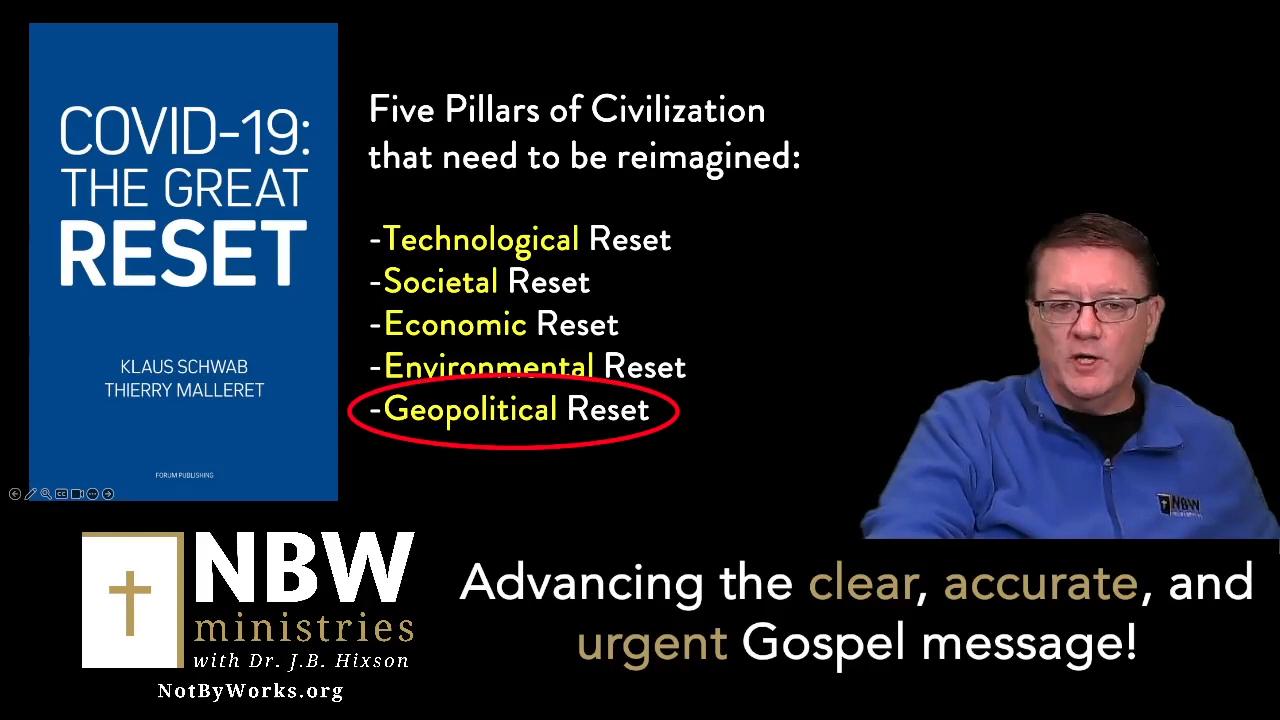 COVID-19:
THE GREAT
RESET
KLAUS SCHWAB
THIERRY MALLERET
FORUM PUBLISHING
Five Pillars of Civilization
that need to be reimagined:
-Technological Reset
-Societal Reset
-Economic Reset
-Environmental Reset
-Geopolitical Reset
NBW
NBW
ministries
with Dr. J.B. Hixson
NotByWorks.org
Advancing the clear, accurate, and
urgent Gospel message!